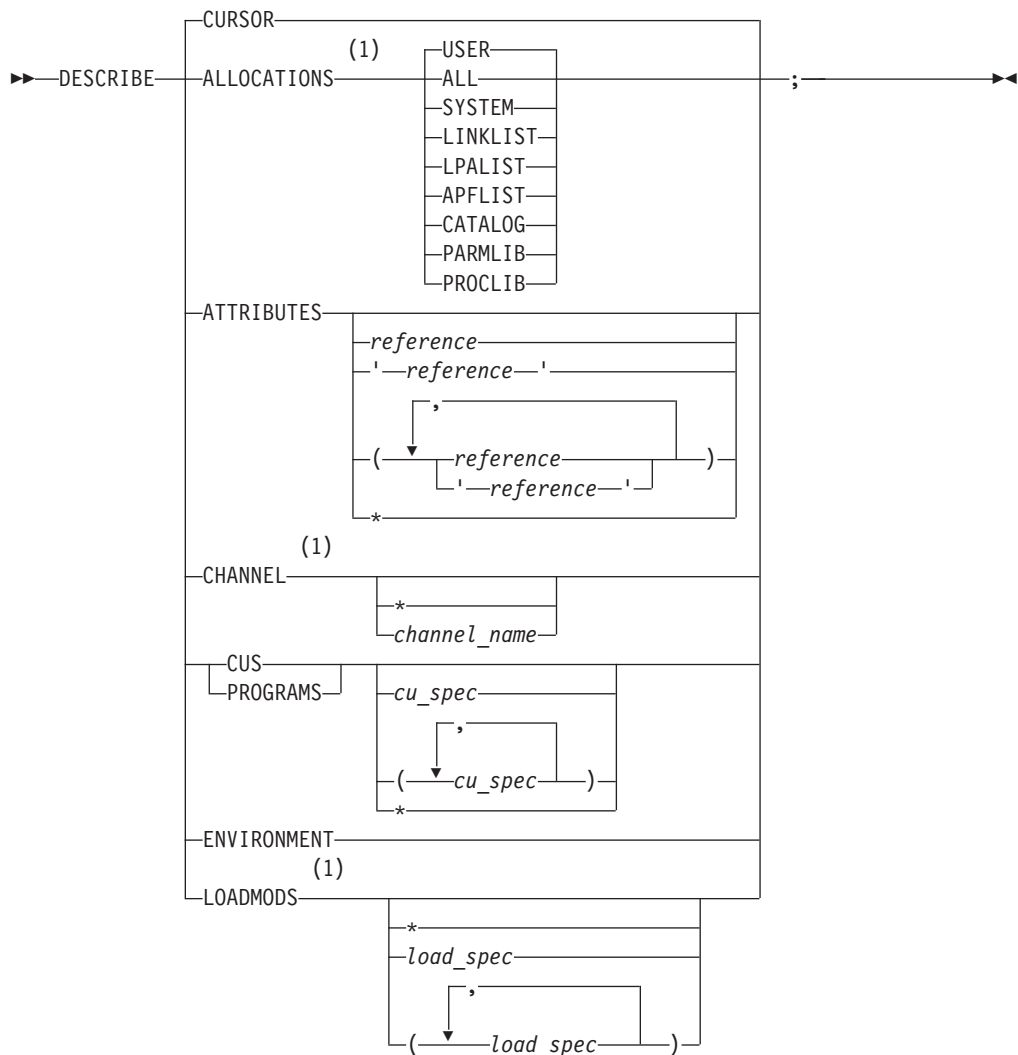 CURSOR
(1) USER
DESCRIBE ALLOCATIONS ALL ;
SYSTEM
LINKLIST
LPALIST
APFLIST
CATALOG
PARMLIB
PROCLIB
ATTRIBUTES
reference
' reference '
,
( reference )
' reference '
*
(1)
CHANNEL
*
channel_name
CUS
PROGRAMS cu_spec
,
( cu_spec )
*
ENVIRONMENT
(1)
LOADMODS
*
load_spec
,
( load_spec )